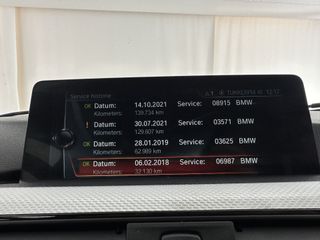 Service history
12:17
OK Datum: 14.10.2021 Service: 08915 BMW
Kilometers: 139.734 km
! Datum: 30.07.2021 Service: 03571 BMW
Kilometers: 129.607 km
OK Datum: 28.01.2019 Service: 03625 BMW
Kilometers: 62.989 km
OK Datum: 06.02.2018 Service: 06987 BMW
Kilometers: 32.130 km